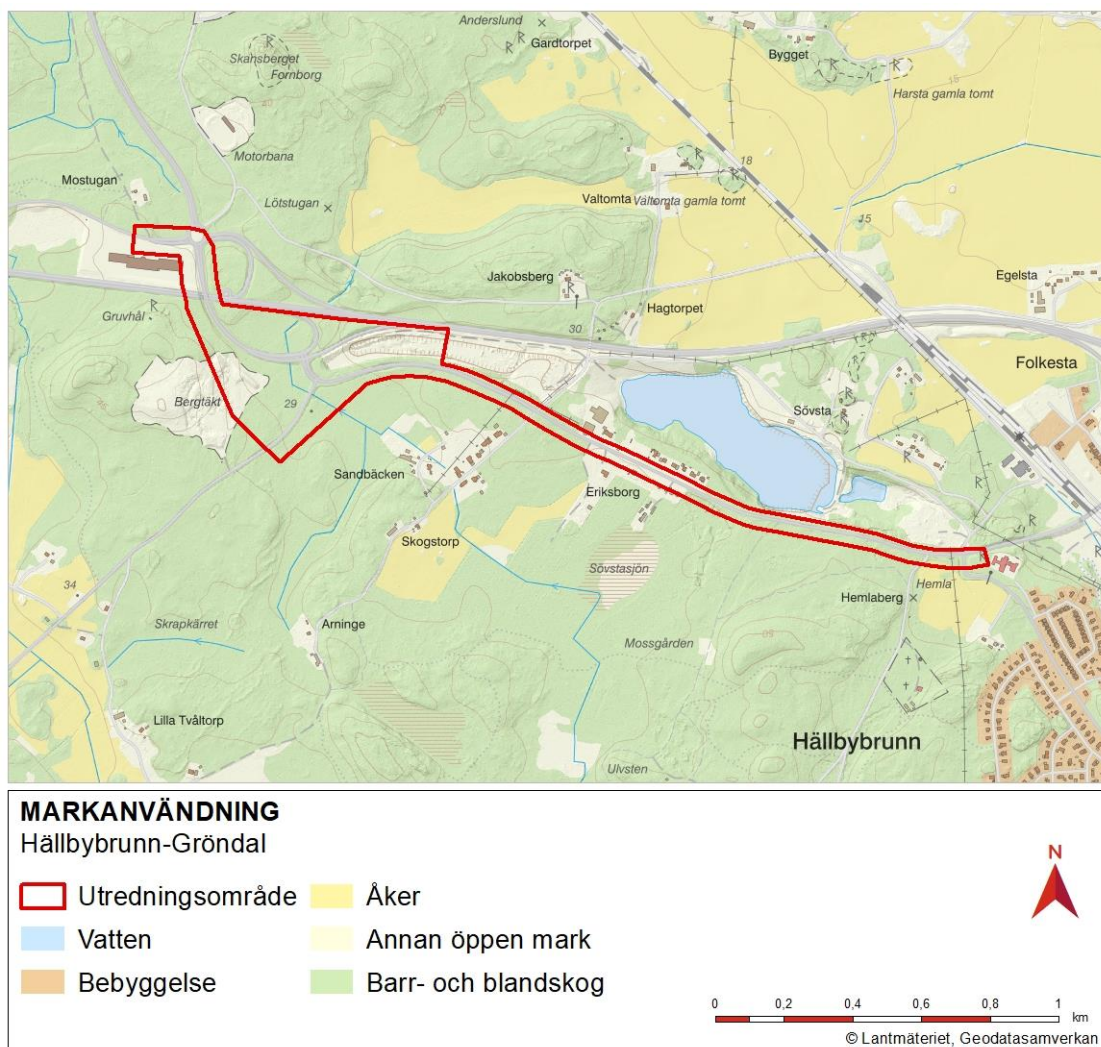 Anderslund
Gardtorpet
Bygget
Skansberget
Fornborg
Harsta gamla tomt
15
40
Motorbana
18
Mostugan
Lötstugan
Valtomta
Valtomta gamla tomt
15
Jakobsberg
Egelsta
Gruvhål
Hagtorpet
30
Folkesta
Bergtäkt
29
Sövsta
Sandbäcken
Eriksborg
Skogstorp
Sövstasjön
34
Hemla
Hemlaberg
Skrapkärret
Arninge
Mossgården
Lilla Tvåltorp
Hällbybrunn
Ulvsten
MARKANVÄNDNING
Hällbybrunn-Gröndal
N
Utredningsområde
Åker
Vatten
Annan öppen mark
Bebyggelse
Barr- och blandskog
0 0,2 0,4 0,6 0,8 1
km
© Lantmäteriet, Geodatasamverkan